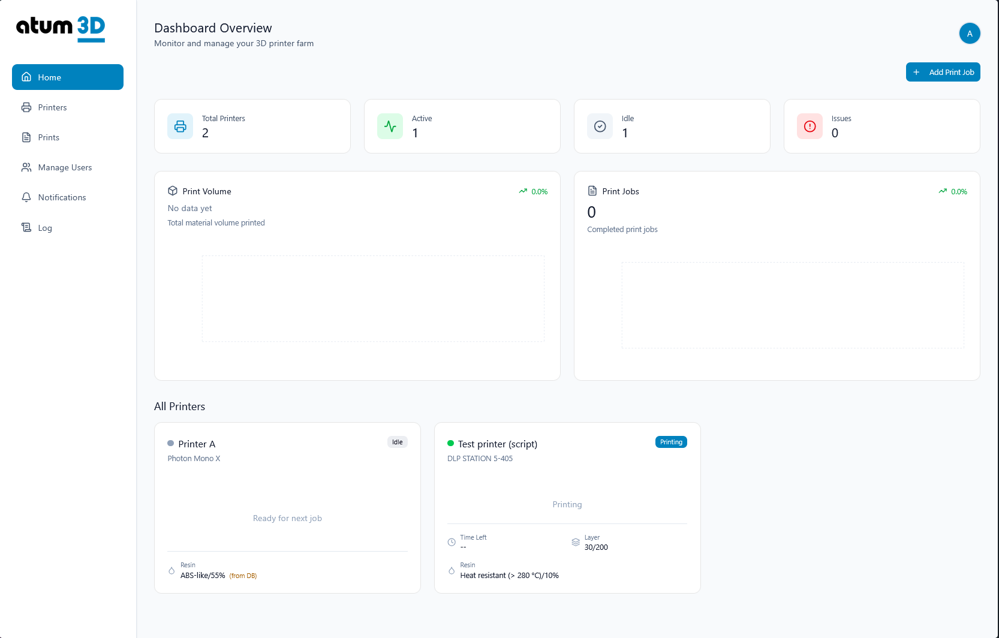 atum 3D
Dashboard Overview
Monitor and manage your 3D printer farm
A
Home
Printers
Prints
Manage Users
Notifications
Log
Add Print Job
Total Printers
2
Active
1
Idle
1
Issues
0
Print Volume
0.0%
No data yet
Total material volume printed
Print Jobs
0.0%
0
Completed print jobs
All Printers
Printer A
Idle
Photon Mono X
Ready for next job
Resin
ABS-like/55% (from DB)
Test printer (script)
Printing
DLP STATION 5-405
Printing
Time Left
--
Layer
30/200
Resin
Heat resistant (> 280 °C)/10%